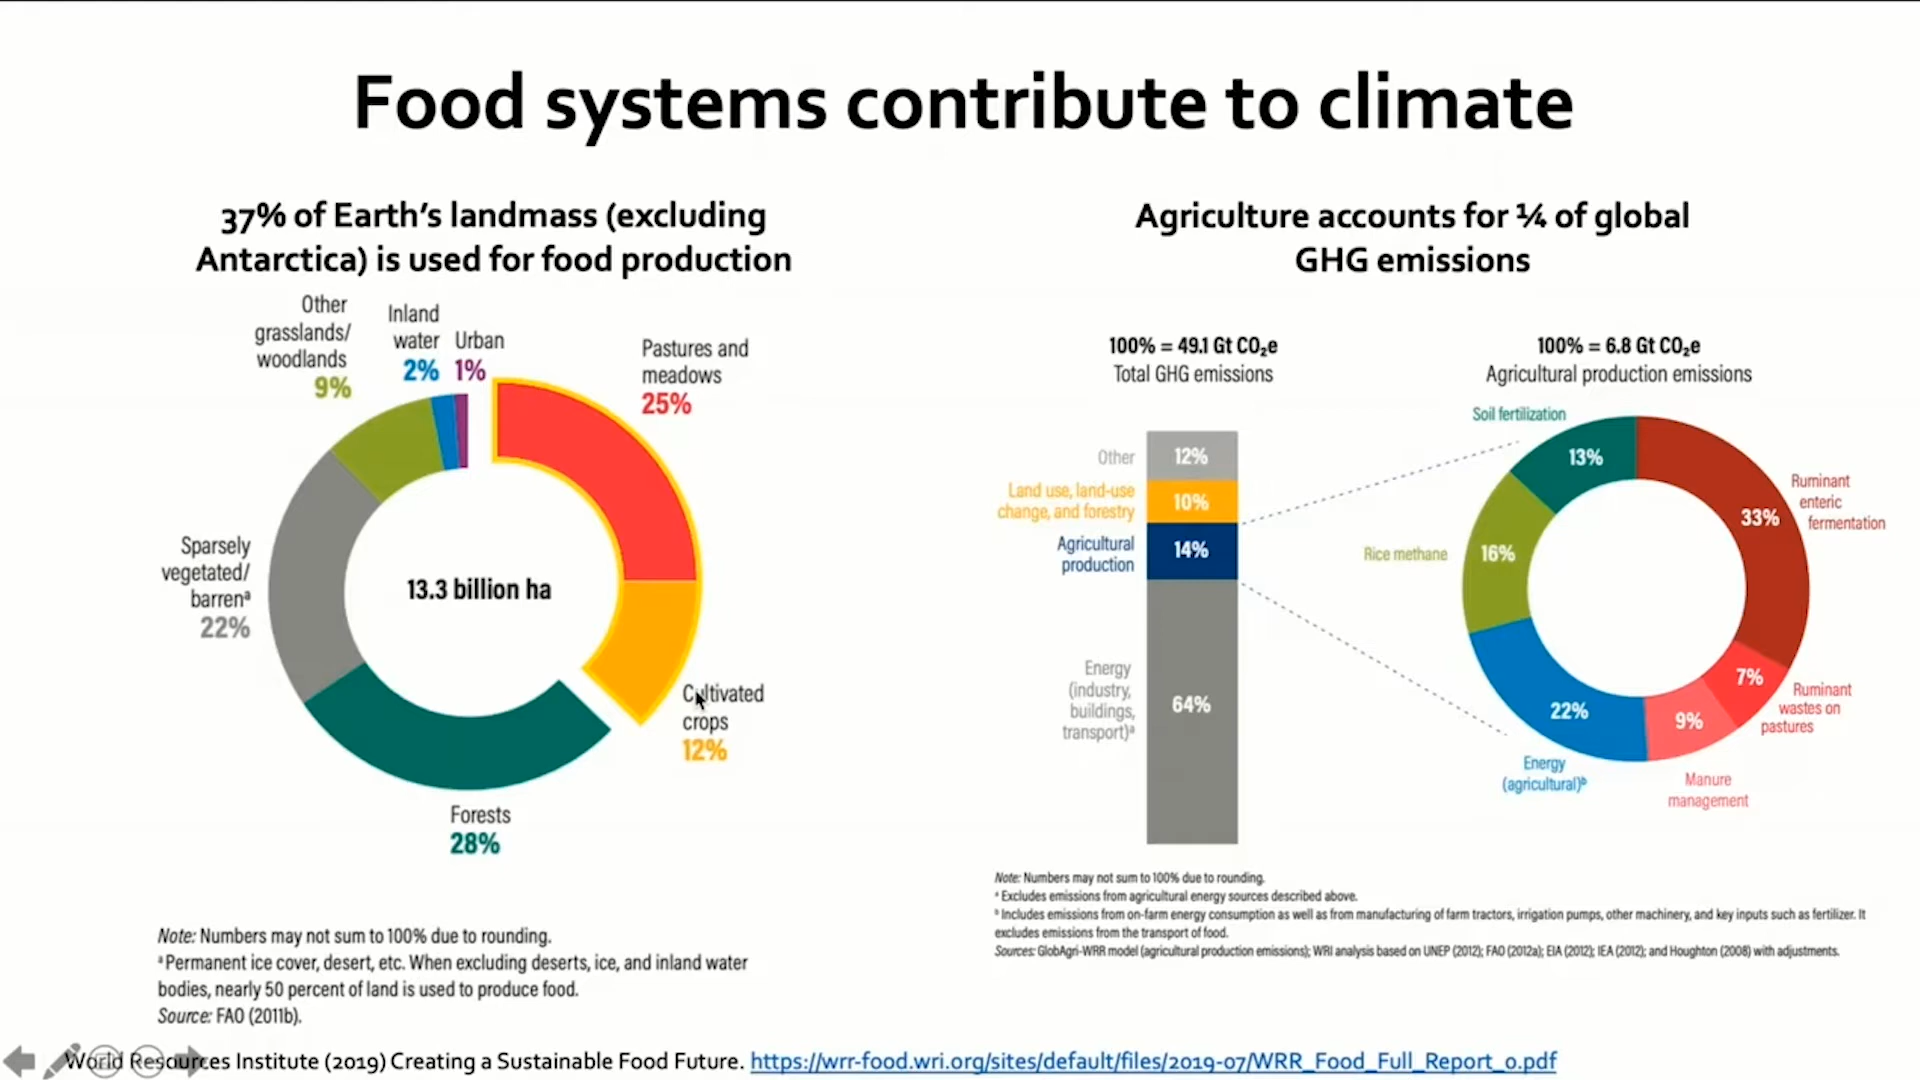 Food systems contribute to climate
37% of Earth's landmass (excluding
Antarctica) is used for food production
Other
grasslands/
woodlands
9%
Inland
water
2%
Urban
1%
Pastures and
meadows
25%
Sparsely
vegetated/
barrenª
22%
13.3 billion ha
Cultivated
crops
12%
Forests
28%
Note: Numbers may not sum to 100% due to rounding.
ª Permanent ice cover, desert, etc. When excluding deserts, ice, and inland water
bodies, nearly 50 percent of land is used to produce food.
Source: FAO (2011b).
Agriculture accounts for ¼ of global
GHG emissions
100% = 49.1 Gt CO₂e
Total GHG emissions
Other
12%
Land use, land-use
change, and forestry
10%
Agricultural
production
14%
Energy
(industry,
buildings,
transport)ª
64%
100% = 6.8 Gt CO₂e
Agricultural production emissions
Soil fertilization
13%
Ruminant
enteric
fermentation
33%
Rice methane
16%
7%
Ruminant
wastes on
pastures
22%
Energy
(agricultural)ᵇ
9%
Manure
management
Note: Numbers may not sum to 100% due to rounding.
ª Excludes emissions from agricultural energy sources described above.
ᵇ Includes emissions from on-farm energy consumption as well as from manufacturing of farm tractors, irrigation pumps, other machinery, and key inputs such as fertilizer. It
excludes emissions from the transport of food.
Sources: GlobAgri-WRR model (agricultural production emissions); WRI analysis based on UNEP (2012); FAO (2012a); EIA (2012); IEA (2012); and Houghton (2008) with adjustments.
World Resources Institute (2019) Creating a Sustainable Food Future. https://wrr-food.wri.org/sites/default/files/2019-07/WRR_Food_Full_Report_0.pdf